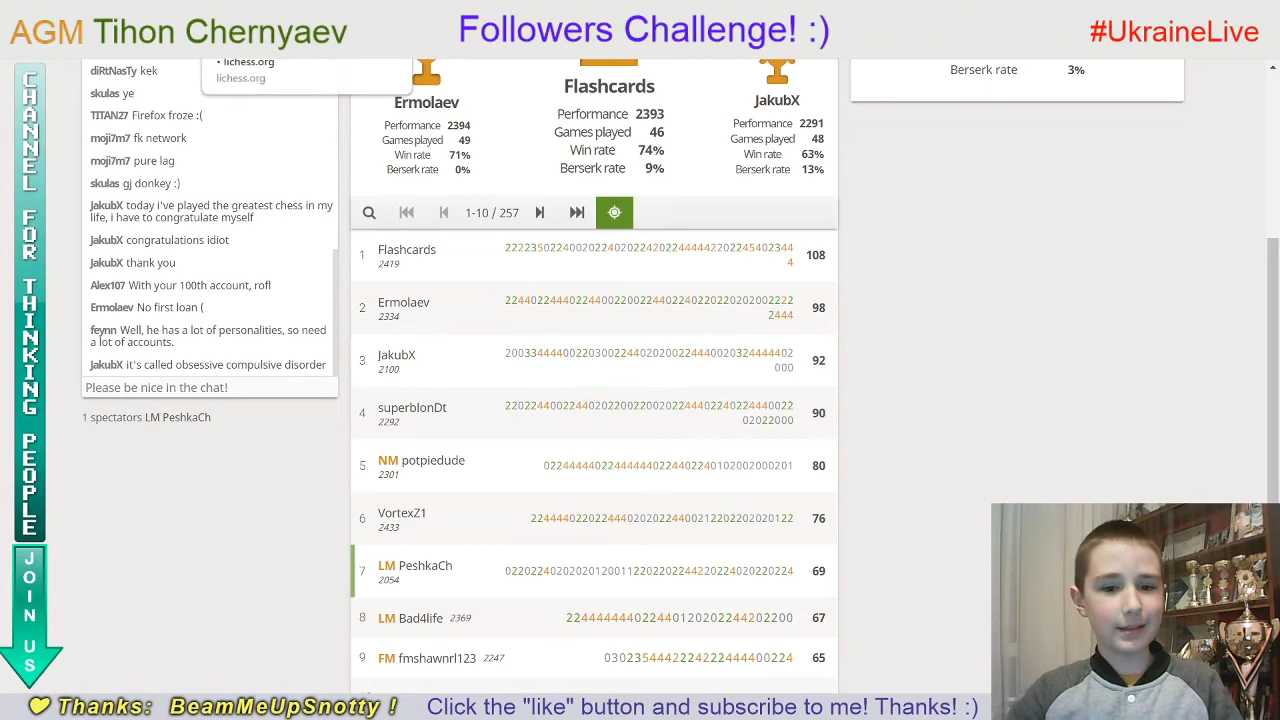 AGM Tihon Chernyaev
Followers Challenge! :)
#UkraineLive
CHANNEL FOR THINKING PEOPLE
JOIN US
diRtNasTy kek
skulas ye
TITAN27 Firefox froze :(
moji7m7 fk network
moji7m7 pure lag
skulas gj donkey :)
JakubX today i've played the greatest chess in my
life, i have to congratulate myself
JakubX congratulations idiot
JakubX thank you
Alex107 With your 100th account, rofl
Ermolaev No first loan (
feynn Well, he has a lot of personalities, so need
a lot of accounts.
JakubX it's called obsessive compulsive disorder
Please be nice in the chat!
1 spectators LM PeshkaCh
• lichess.org
lichess.org
Ermolaev
Performance 2394
Games played 49
Win rate 71%
Berserk rate 0%
Flashcards
Performance 2393
Games played 46
Win rate 74%
Berserk rate 9%
JakubX
Performance 2291
Games played 48
Win rate 63%
Berserk rate 13%
Berserk rate 3%
1-10 / 257
1 Flashcards 2419 108
2 Ermolaev 2334 98
3 JakubX 2100 92
4 superblonDt 2292 90
5 NM potpiedude 2301 80
6 VortexZ1 2433 76
7 LM PeshkaCh 2054 69
8 LM Bad4life 2369 67
9 FM fmshawnrl123 2247 65
Thanks: BeamMeUpSnotty !
Click the "like" button and subscribe to me! Thanks! :)